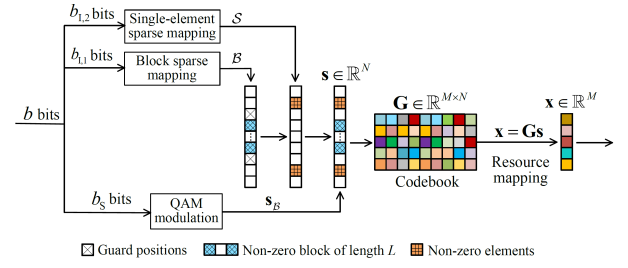 b_{I,2} bits
Single-element sparse mapping
𝒮
b_{I,1} bits
Block sparse mapping
ℬ
s ∈ ℝ^N
G ∈ ℝ^{M×N}
x ∈ ℝ^M
b bits
x = Gs
Codebook
Resource mapping
b_S bits
QAM modulation
s_ℬ
Guard positions
Non-zero block of length L
Non-zero elements